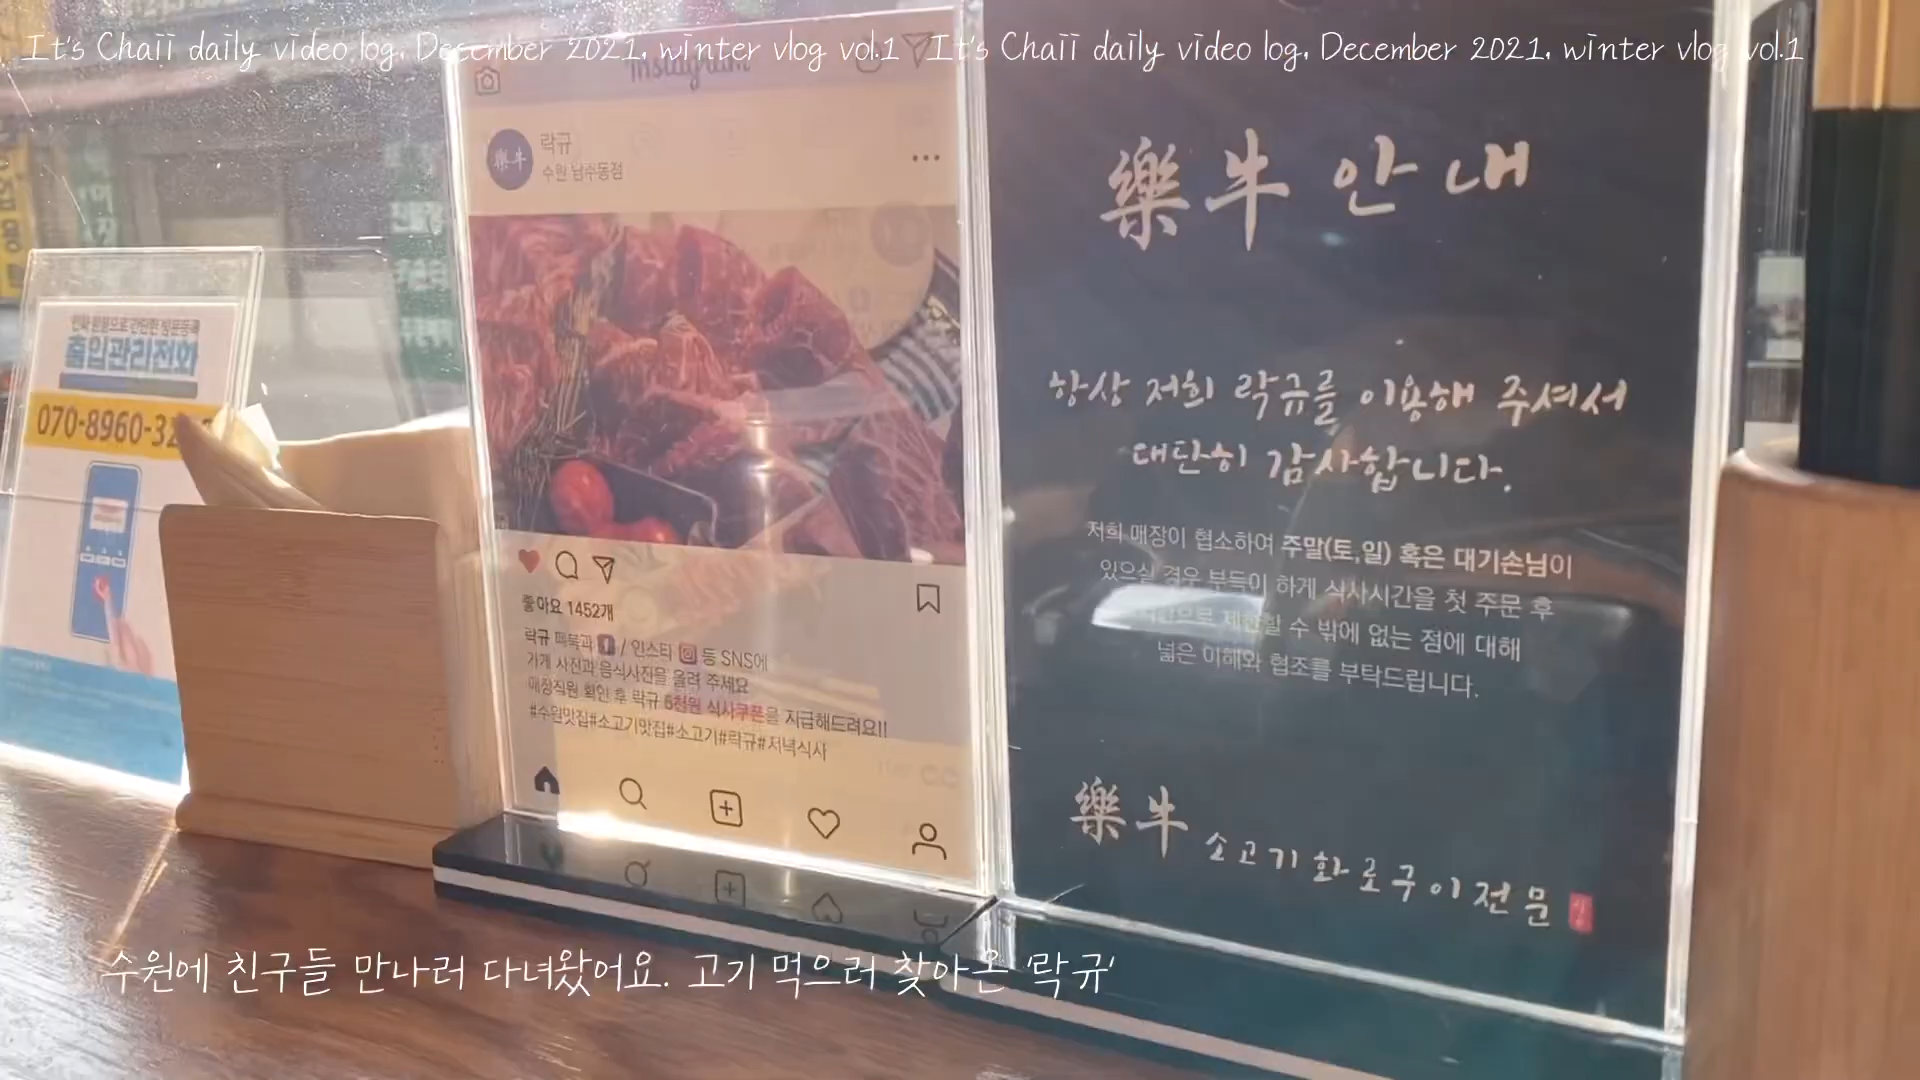 It's Chaii daily video log, December 2021, winter vlog vol.1 It's Chaii daily video log, December 2021, winter vlog vol.1
Instagram
樂牛
락규
출입관리전화
070-8960-32
좋아요 1452개
락규 페북과 / 인스타 등 SNS에
가게 사진과 음식사진을 올려 주세요
매장직원 확인 후 락규 식사쿠폰을 지급해드려요!!
#수원맛집#소고기맛집#소고기#락규#저녁식사
樂牛 안내
항상 저희 락규를 이용해 주셔서
대단히 감사합니다.
저희 매장이 협소하여 주말(토,일) 혹은 대기손님이
있으실 경우 부득이 하게 식사시간을 첫 주문 후
제한할 수 밖에 없는 점에 대해
넓은 이해와 협조를 부탁드립니다.
樂牛 소고기화로구이전문
수원에 친구들 만나러 다녀왔어요. 고기 먹으러 찾아온 '락규'